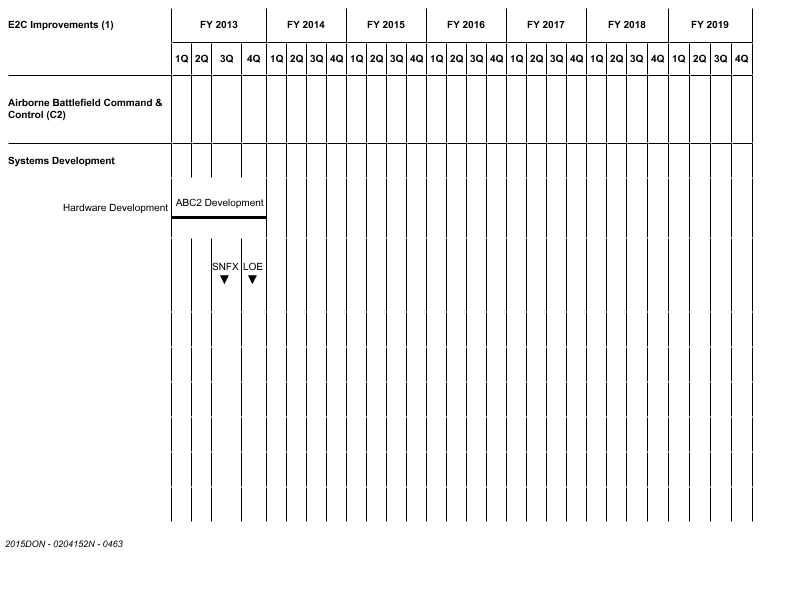 E2C Improvements (1) FY 2013 FY 2014 FY 2015 FY 2016 FY 2017 FY 2018 FY 2019
1Q 2Q 3Q 4Q 1Q 2Q 3Q 4Q 1Q 2Q 3Q 4Q 1Q 2Q 3Q 4Q 1Q 2Q 3Q 4Q 1Q 2Q 3Q 4Q 1Q 2Q 3Q 4Q
Airborne Battlefield Command &
Control (C2)
Systems Development
Hardware Development ABC2 Development
SNFX LOE
2015DON - 0204152N - 0463